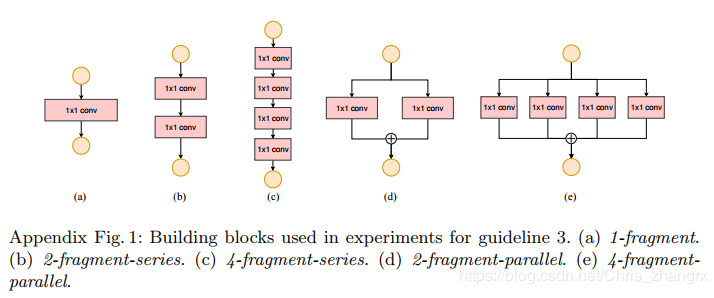 1x1 conv
(a)
1x1 conv
1x1 conv
(b)
1x1 conv
1x1 conv
1x1 conv
1x1 conv
(c)
1x1 conv 1x1 conv
(d)
1x1 conv 1x1 conv 1x1 conv 1x1 conv
(e)
Appendix Fig. 1: Building blocks used in experiments for guideline 3. (a) 1-fragment.
(b) 2-fragment-series. (c) 4-fragment-series. (d) 2-fragment-parallel. (e) 4-fragment-
parallel.
https://blog.csdn.net/Chris_zhangrx